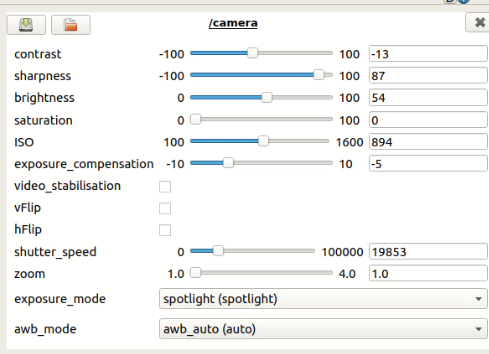 /camera
contrast -100 100 -13
sharpness -100 100 87
brightness 0 100 54
saturation 0 100 0
ISO 100 1600 894
exposure_compensation -10 10 -5
video_stabilisation
vFlip
hFlip
shutter_speed 0 100000 19853
zoom 1.0 4.0 1.0
exposure_mode spotlight (spotlight)
awb_mode awb_auto (auto)